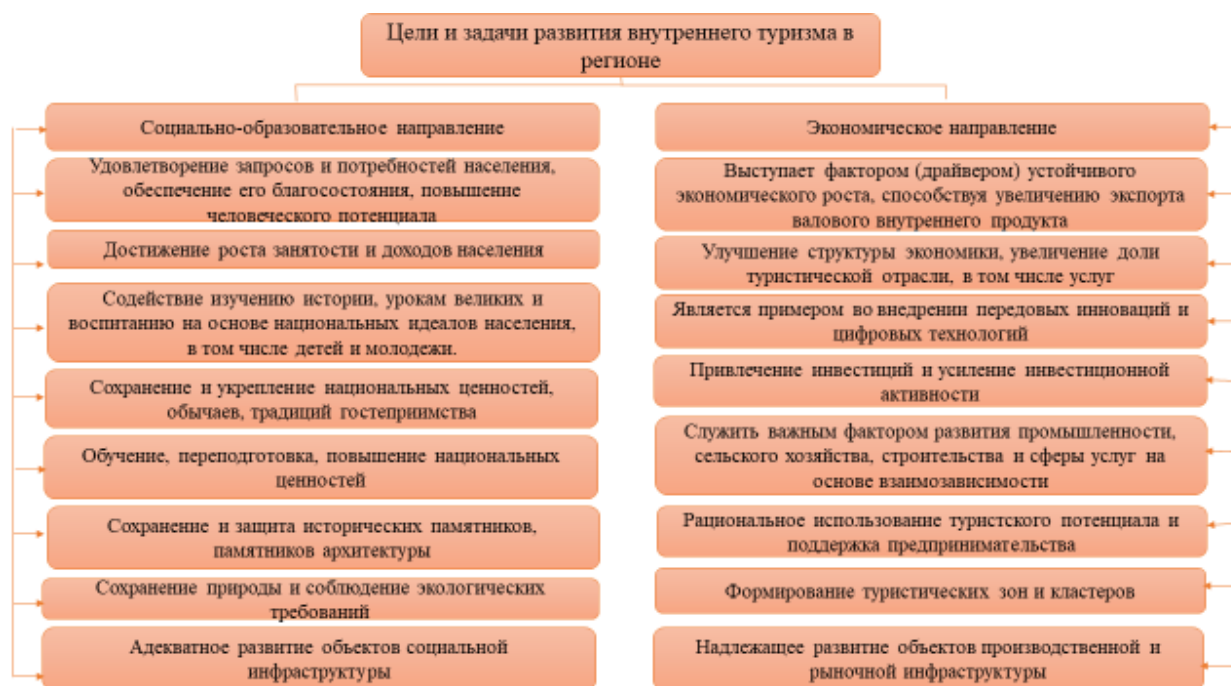 Цели и задачи развития внутреннего туризма в
регионе
Социально-образовательное направление
Удовлетворение запросов и потребностей населения,
обеспечение его благосостояния, повышение
человеческого потенциала
Достижение роста занятости и доходов населения
Содействие изучению истории, урокам великих и
воспитанию на основе национальных идеалов населения,
в том числе детей и молодежи.
Сохранение и укрепление национальных ценностей,
обычаев, традиций гостеприимства
Обучение, переподготовка, повышение национальных
ценностей
Сохранение и защита исторических памятников,
памятников архитектуры
Сохранение природы и соблюдение экологических
требований
Адекватное развитие объектов социальной
инфраструктуры
Экономическое направление
Выступает фактором (драйвером) устойчивого
экономического роста, способствуя увеличению экспорта
валового внутреннего продукта
Улучшение структуры экономики, увеличение доли
туристической отрасли, в том числе услуг
Является примером во внедрении передовых инноваций и
цифровых технологий
Привлечение инвестиций и усиление инвестиционной
активности
Служить важным фактором развития промышленности,
сельского хозяйства, строительства и сферы услуг на
основе взаимозависимости
Рациональное использование туристского потенциала и
поддержка предпринимательства
Формирование туристических зон и кластеров
Надлежащее развитие объектов производственной и
рыночной инфраструктуры